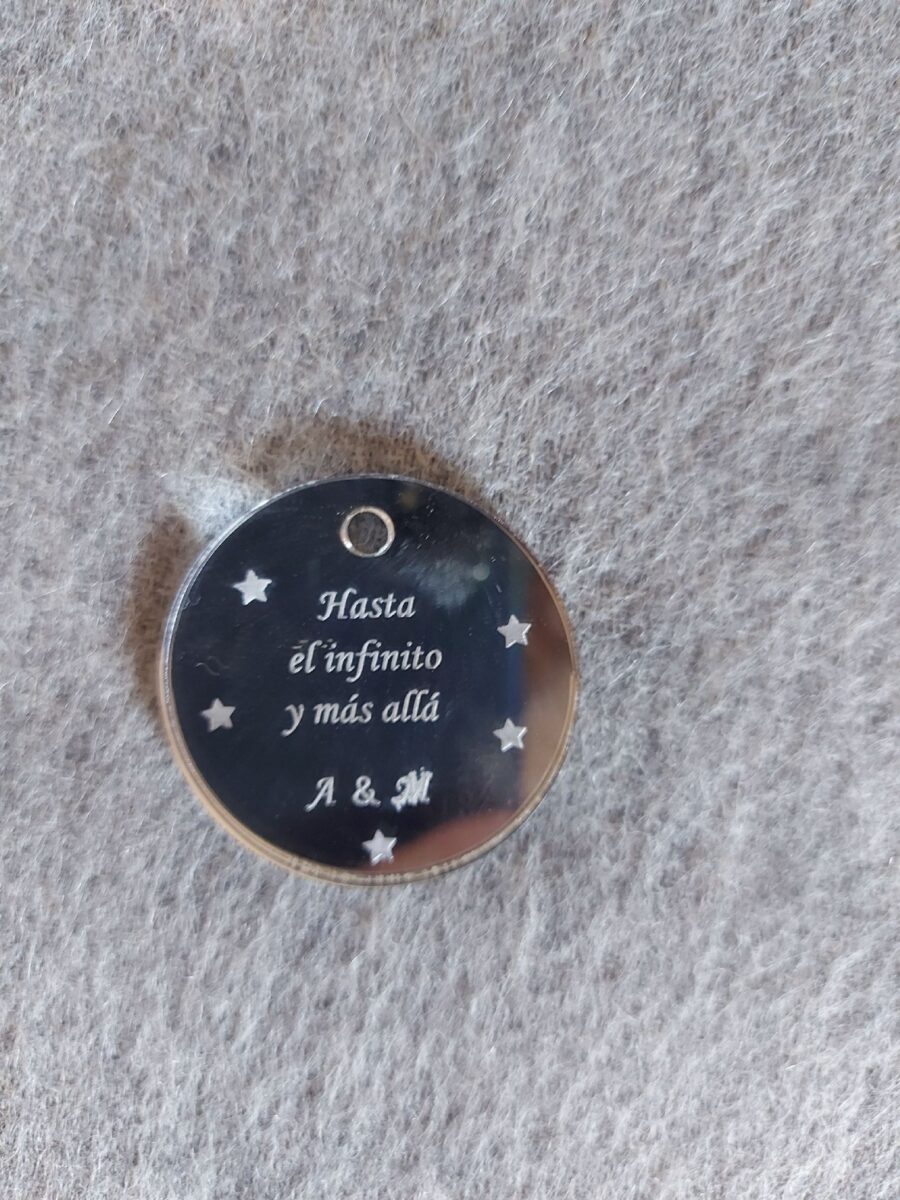 Hasta
el infinito
y más allá
A & M